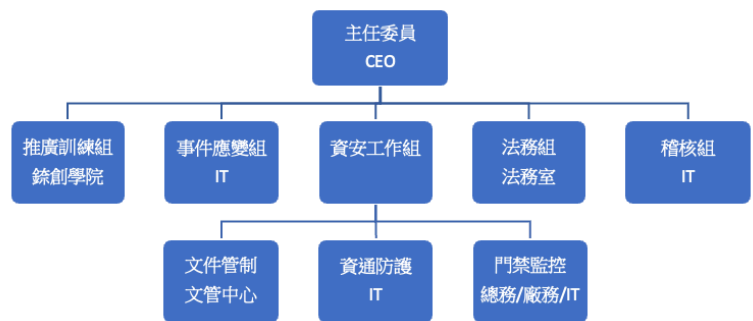 主任委員
CEO
推廣訓練組
錼創學院
事件應變組
IT
資安工作組
法務組
法務室
稽核組
IT
文件管制
文管中心
資通防護
IT
門禁監控
總務/廠務/IT